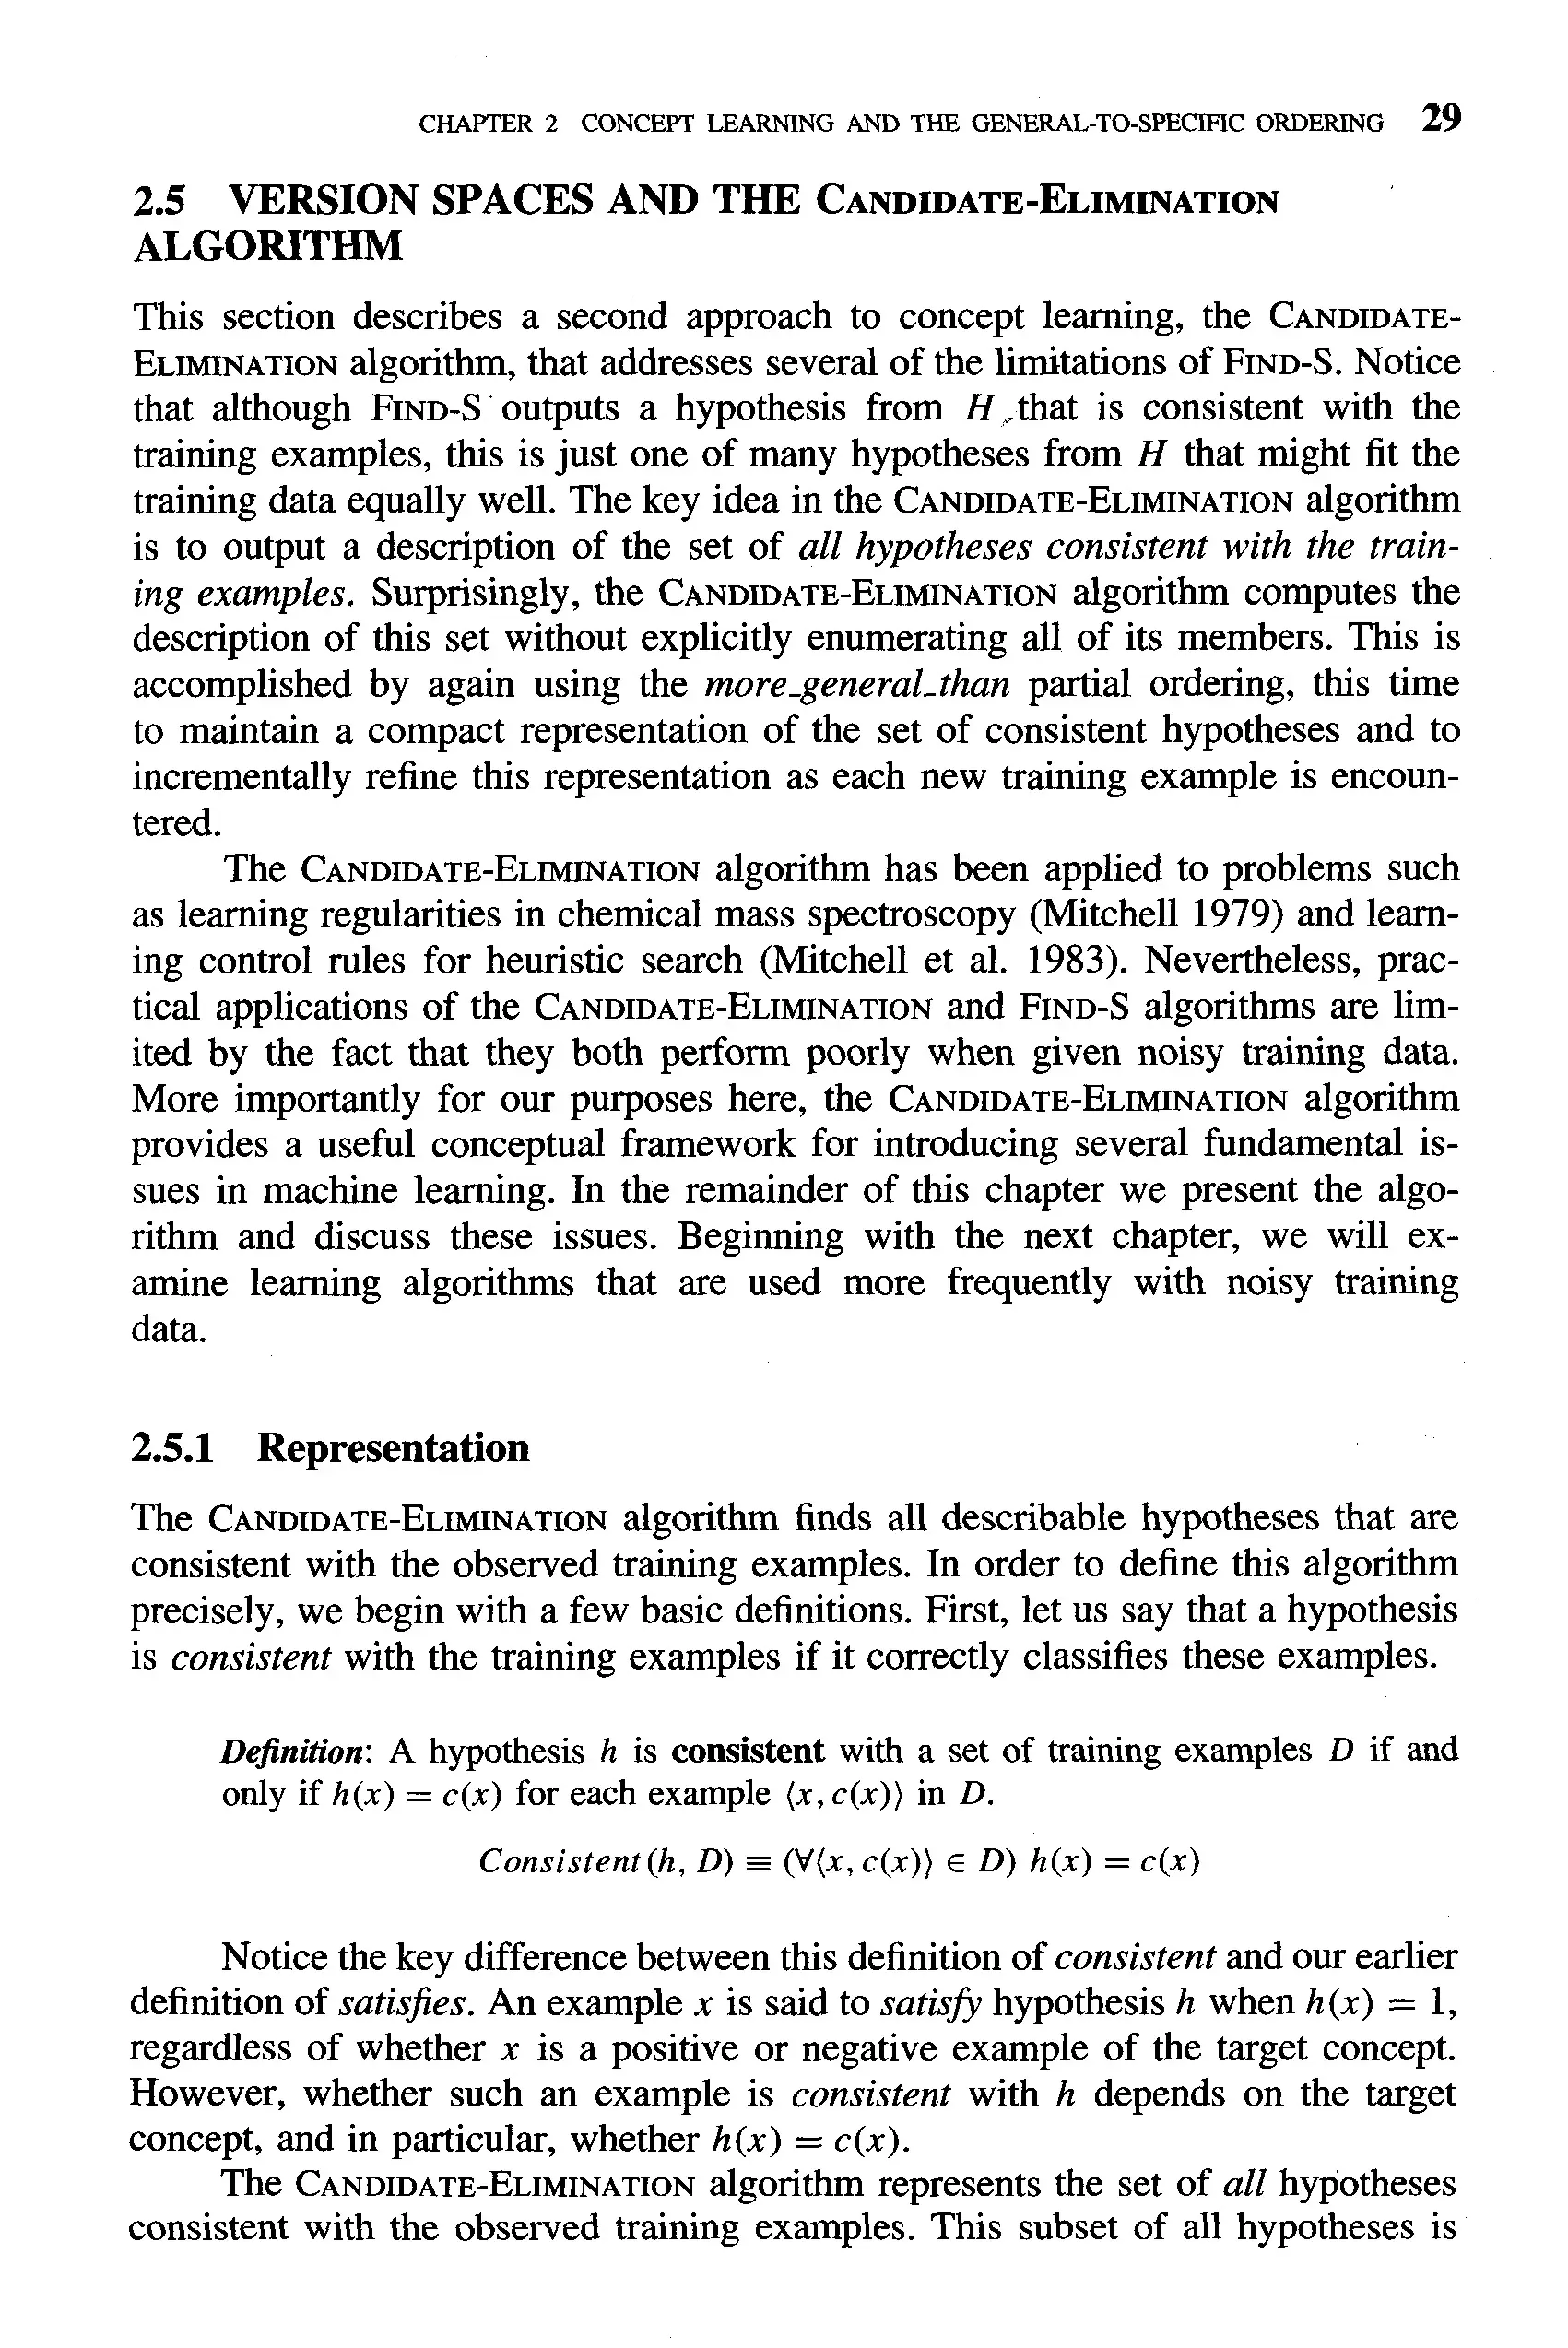 CHAPTER 2 CONCEPT LEARNING AND THE GENERAL-TO-SPECIFIC ORDERING 29
2.5 VERSION SPACES AND THE CANDIDATE-ELIMINATION
ALGORITHM
This section describes a second approach to concept learning, the CANDIDATE-
ELIMINATION algorithm, that addresses several of the limitations of FIND-S. Notice
that although FIND-S outputs a hypothesis from H, that is consistent with the
training examples, this is just one of many hypotheses from H that might fit the
training data equally well. The key idea in the CANDIDATE-ELIMINATION algorithm
is to output a description of the set of all hypotheses consistent with the train-
ing examples. Surprisingly, the CANDIDATE-ELIMINATION algorithm computes the
description of this set without explicitly enumerating all of its members. This is
accomplished by again using the more_general_than partial ordering, this time
to maintain a compact representation of the set of consistent hypotheses and to
incrementally refine this representation as each new training example is encoun-
tered.
The CANDIDATE-ELIMINATION algorithm has been applied to problems such
as learning regularities in chemical mass spectroscopy (Mitchell 1979) and learn-
ing control rules for heuristic search (Mitchell et al. 1983). Nevertheless, prac-
tical applications of the CANDIDATE-ELIMINATION and FIND-S algorithms are lim-
ited by the fact that they both perform poorly when given noisy training data.
More importantly for our purposes here, the CANDIDATE-ELIMINATION algorithm
provides a useful conceptual framework for introducing several fundamental is-
sues in machine learning. In the remainder of this chapter we present the algo-
rithm and discuss these issues. Beginning with the next chapter, we will ex-
amine learning algorithms that are used more frequently with noisy training
data.
2.5.1 Representation
The CANDIDATE-ELIMINATION algorithm finds all describable hypotheses that are
consistent with the observed training examples. In order to define this algorithm
precisely, we begin with a few basic definitions. First, let us say that a hypothesis
is consistent with the training examples if it correctly classifies these examples.
Definition: A hypothesis h is consistent with a set of training examples D if and
only if h(x) = c(x) for each example ⟨x, c(x)⟩ in D.
Consistent(h, D) ≡ (∀⟨x, c(x)⟩ ∈ D) h(x) = c(x)
Notice the key difference between this definition of consistent and our earlier
definition of satisfies. An example x is said to satisfy hypothesis h when h(x) = 1,
regardless of whether x is a positive or negative example of the target concept.
However, whether such an example is consistent with h depends on the target
concept, and in particular, whether h(x) = c(x).
The CANDIDATE-ELIMINATION algorithm represents the set of all hypotheses
consistent with the observed training examples. This subset of all hypotheses is